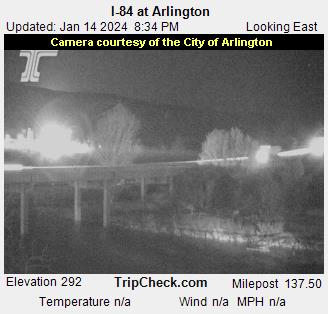 I-84 at Arlington
Updated: Jan 14 2024 8:34 PM Looking East
Camera courtesy of the City of Arlington
Elevation 292 TripCheck.com Milepost 137.50
Temperature n/a Wind n/a MPH n/a